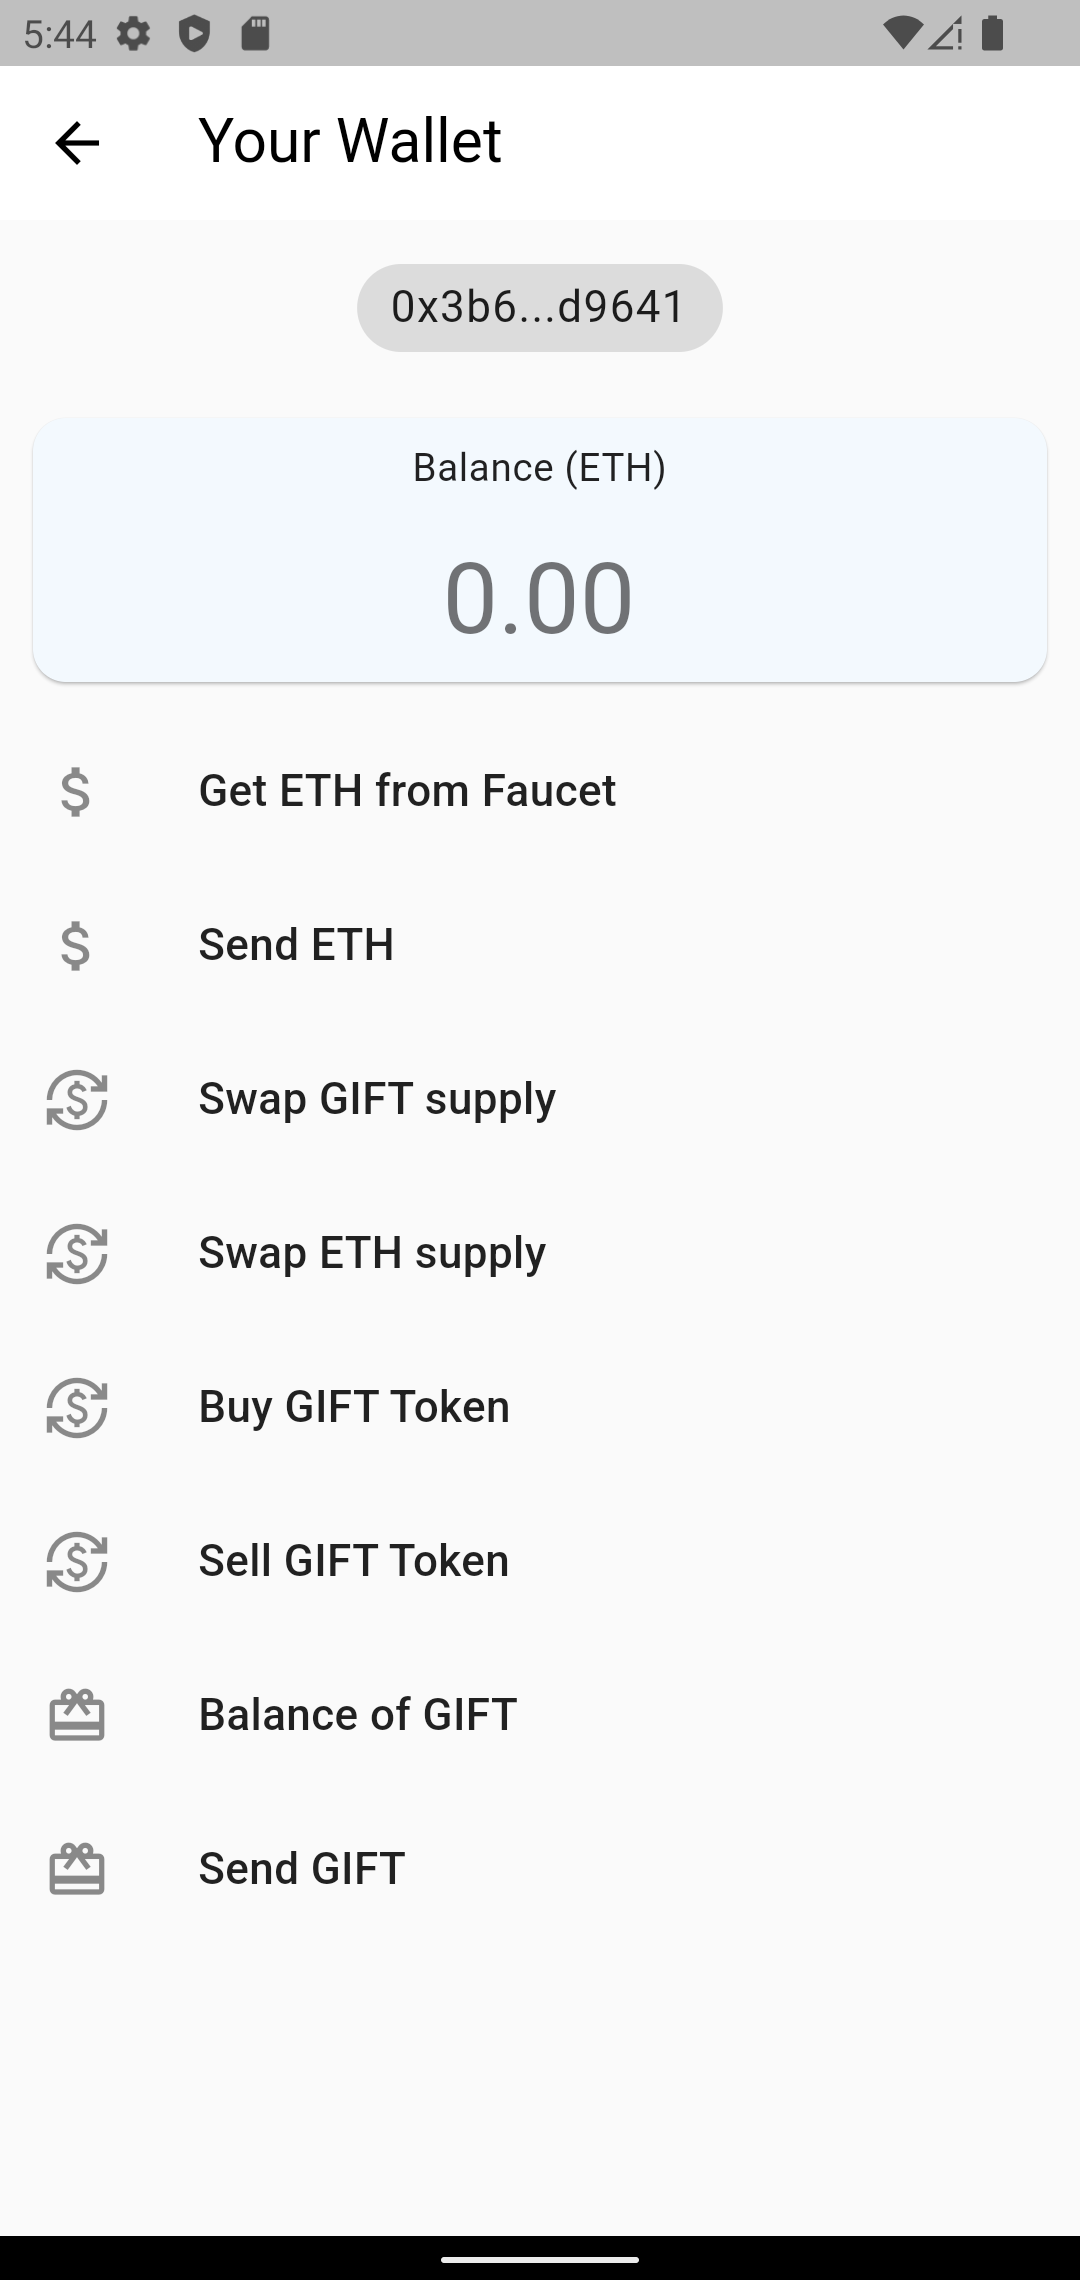 5:44
Your Wallet
0x3b6...d9641
Balance (ETH)
0.00
Get ETH from Faucet
Send ETH
Swap GIFT supply
Swap ETH supply
Buy GIFT Token
Sell GIFT Token
Balance of GIFT
Send GIFT